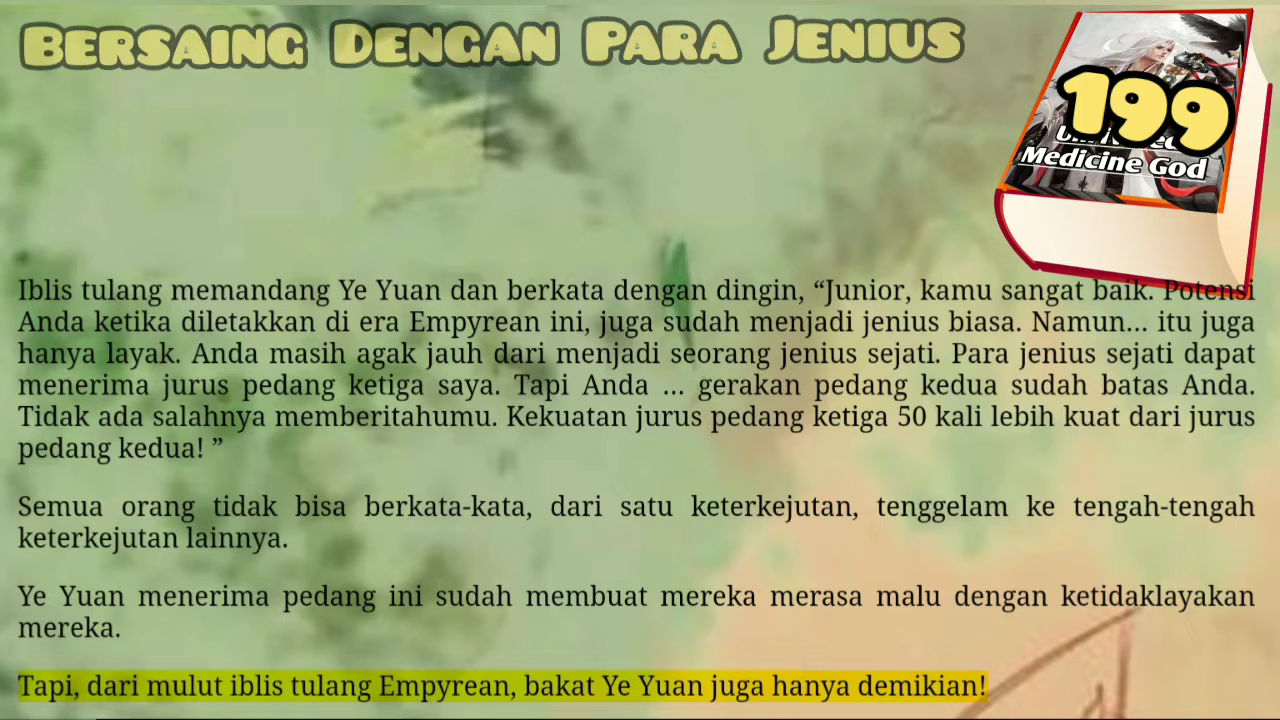 Bersaing Dengan Para Jenius
199
Medicine God
Iblis tulang memandang Ye Yuan dan berkata dengan dingin, “Junior, kamu sangat baik. Potensi
Anda ketika diletakkan di era Empyrean ini, juga sudah menjadi jenius biasa. Namun... itu juga
hanya layak. Anda masih agak jauh dari menjadi seorang jenius sejati. Para jenius sejati dapat
menerima jurus pedang ketiga saya. Tapi Anda ... gerakan pedang kedua sudah batas Anda.
Tidak ada salahnya memberitahumu. Kekuatan jurus pedang ketiga 50 kali lebih kuat dari jurus
pedang kedua! ”
Semua orang tidak bisa berkata-kata, dari satu keterkejutan, tenggelam ke tengah-tengah
keterkejutan lainnya.
Ye Yuan menerima pedang ini sudah membuat mereka merasa malu dengan ketidaklayakan
mereka.
Tapi, dari mulut iblis tulang Empyrean, bakat Ye Yuan juga hanya demikian!